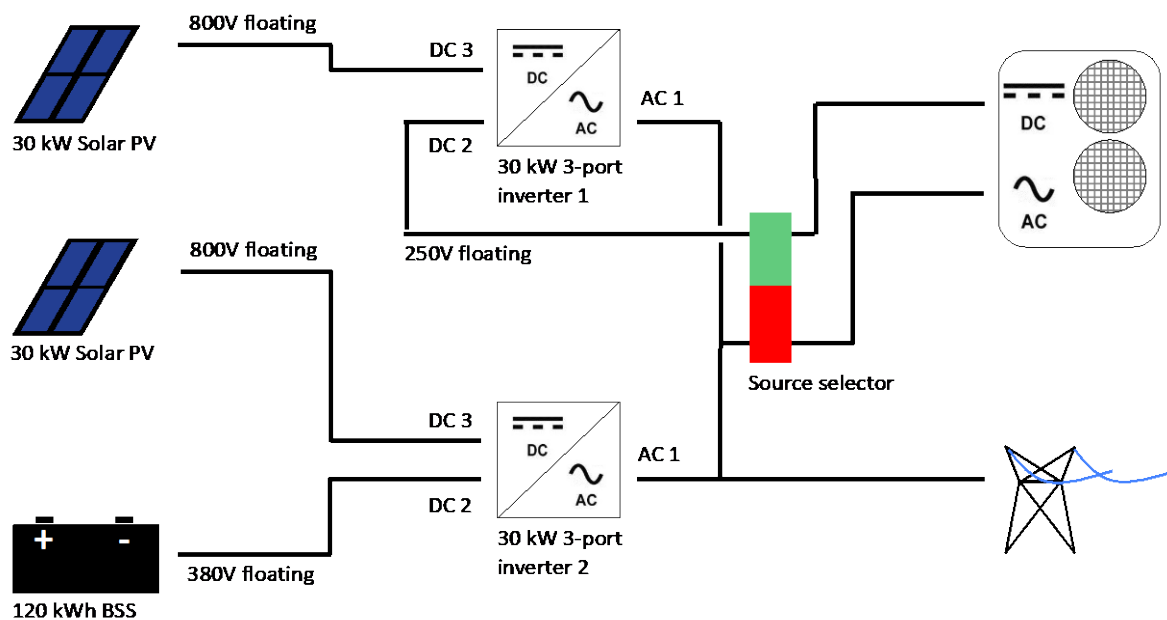 800V floating
30 kW Solar PV
DC 3
DC
AC
DC 2
AC 1
30 kW 3-port
inverter 1
DC
AC
250V floating
800V floating
30 kW Solar PV
Source selector
DC 3
DC
AC
DC 2
AC 1
30 kW 3-port
inverter 2
+ -
380V floating
120 kWh BSS